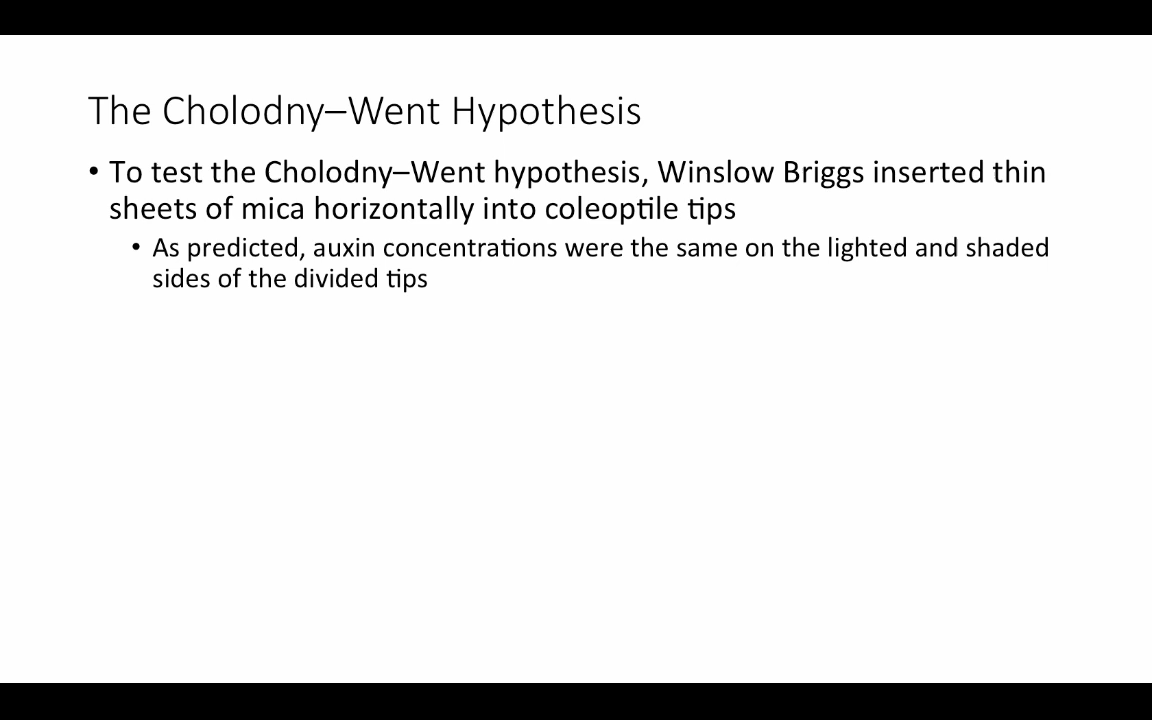 The Cholodny–Went Hypothesis
• To test the Cholodny–Went hypothesis, Winslow Briggs inserted thin
sheets of mica horizontally into coleoptile tips
• As predicted, auxin concentrations were the same on the lighted and shaded
sides of the divided tips